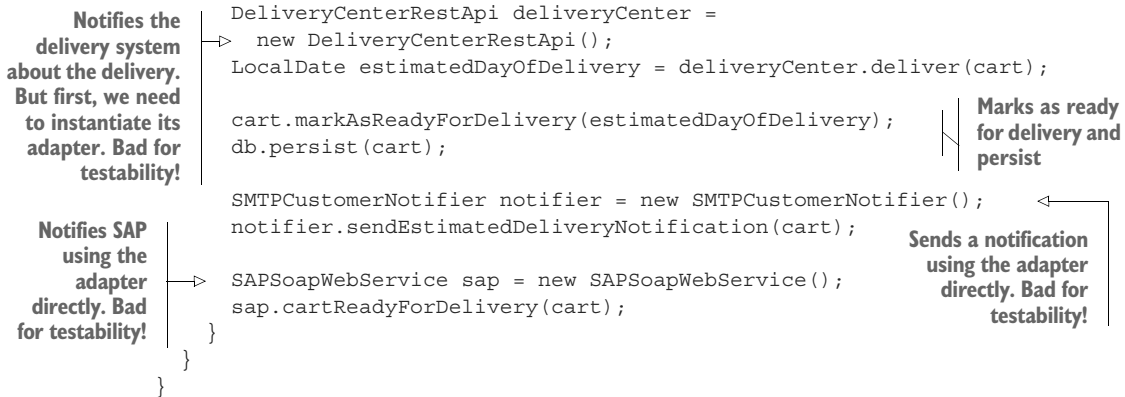 Notifies the
delivery system
about the delivery.
But first, we need
to instantiate its
adapter. Bad for
testability!
DeliveryCenterRestApi deliveryCenter =
new DeliveryCenterRestApi();
LocalDate estimatedDayOfDelivery = deliveryCenter.deliver(cart);
cart.markAsReadyForDelivery(estimatedDayOfDelivery);
db.persist(cart);
Marks as ready
for delivery and
persist
SMTPCustomerNotifier notifier = new SMTPCustomerNotifier();
notifier.sendEstimatedDeliveryNotification(cart);
Sends a notification
using the adapter
directly. Bad for
testability!
Notifies SAP
using the
adapter
directly. Bad
for testability!
SAPSoapWebService sap = new SAPSoapWebService();
sap.cartReadyForDelivery(cart);
}
}
}